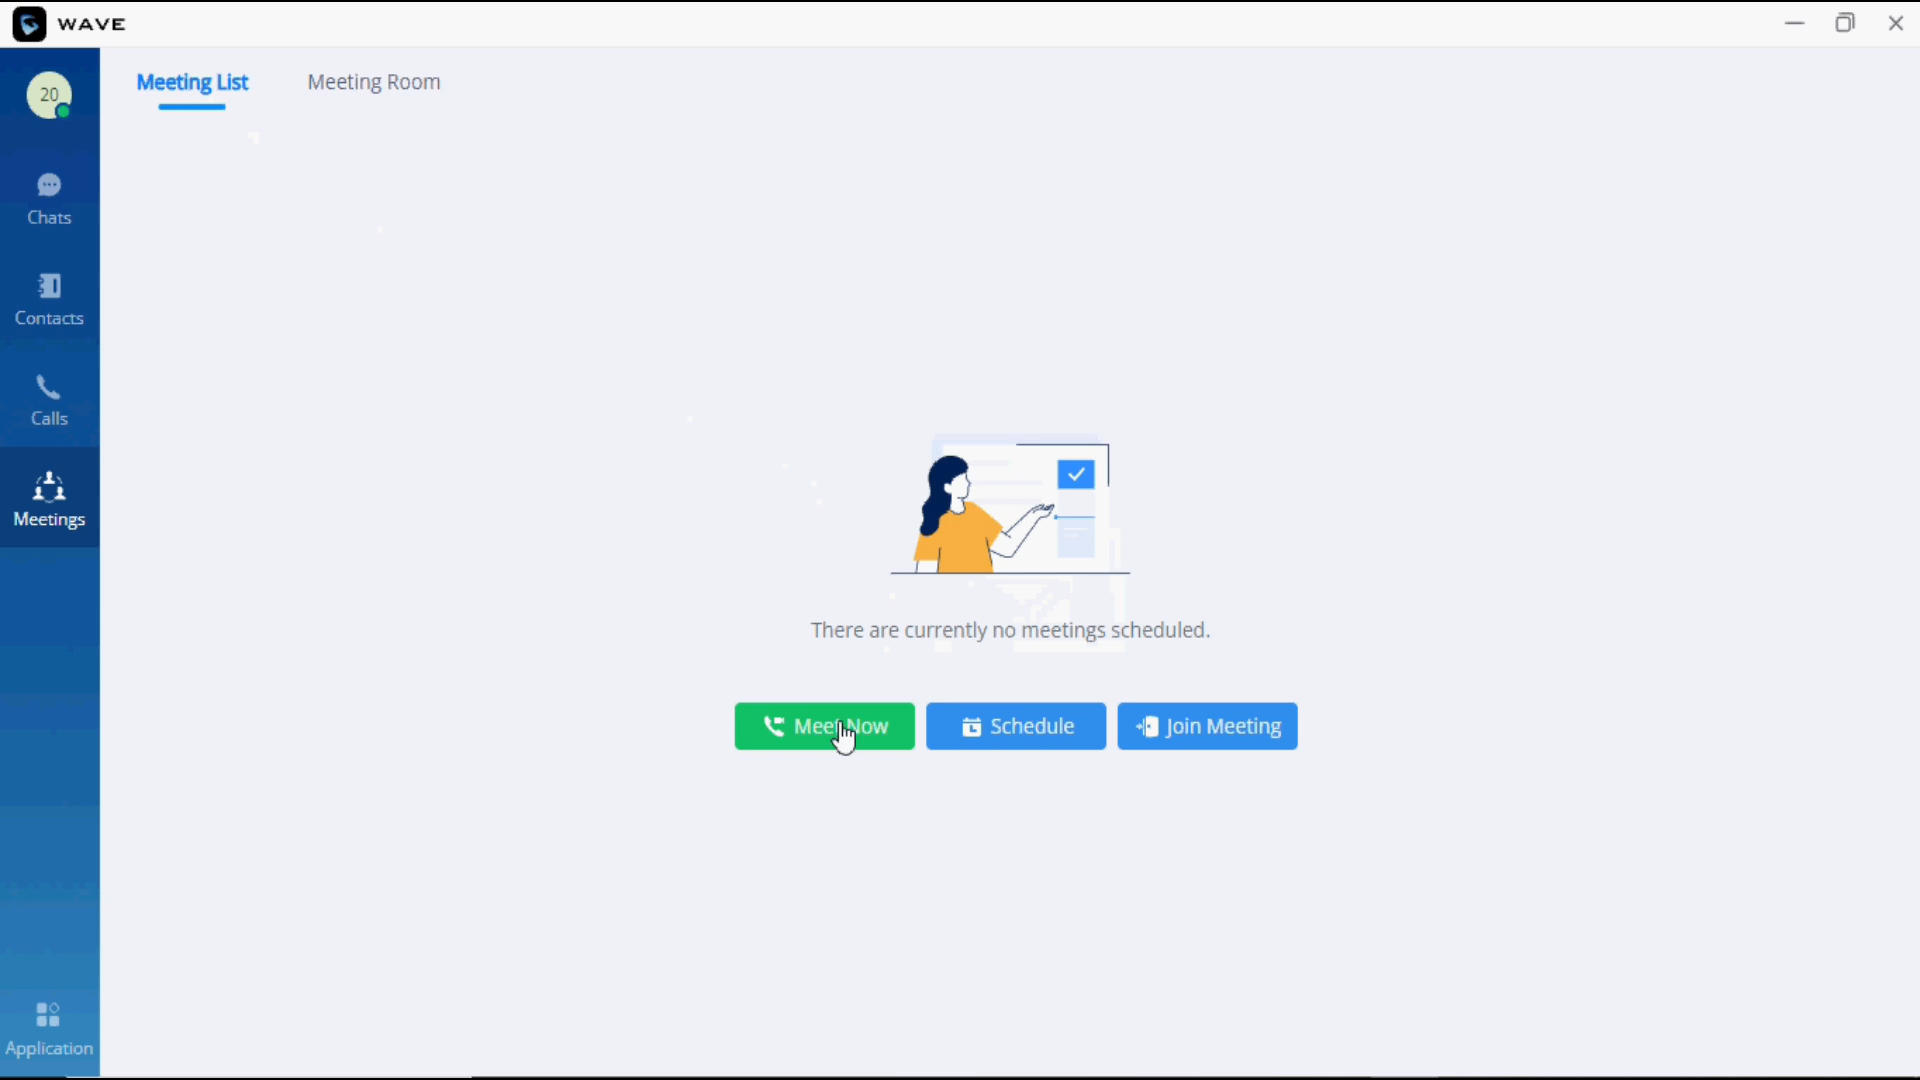 WAVE
Meeting List
Meeting Room
20
Chats
Contacts
Calls
Meetings
There are currently no meetings scheduled.
Meet Now
Schedule
Join Meeting
Application